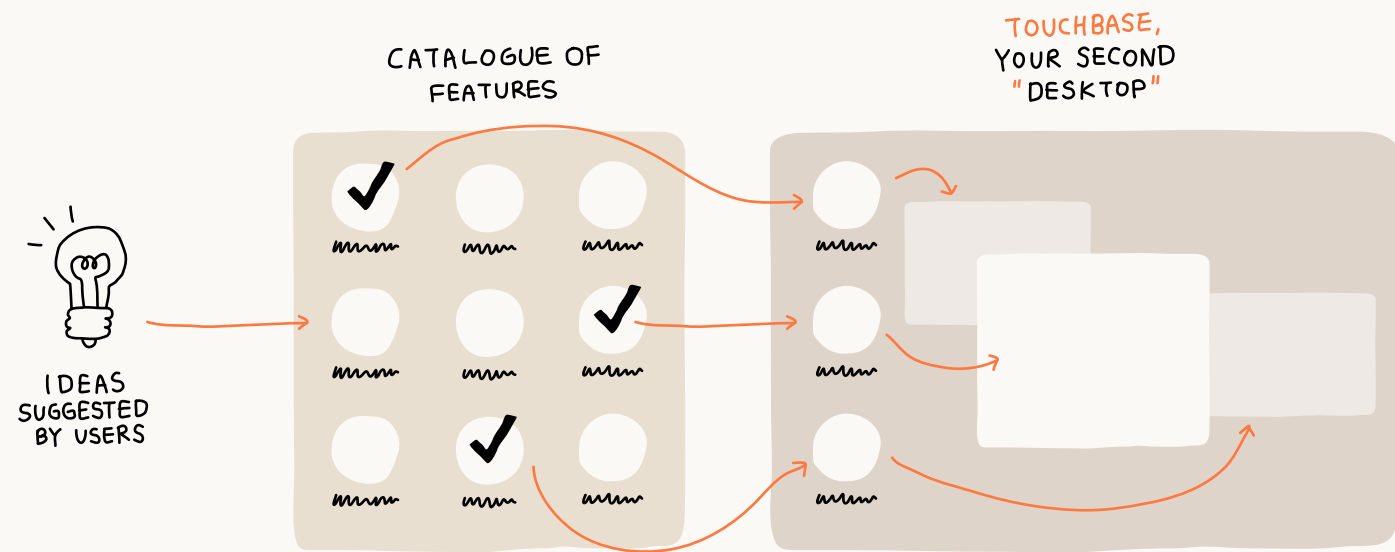 IDEAS
SUGGESTED
BY USERS
CATALOGUE OF
FEATURES
TOUCHBASE,
YOUR SECOND
"DESKTOP"